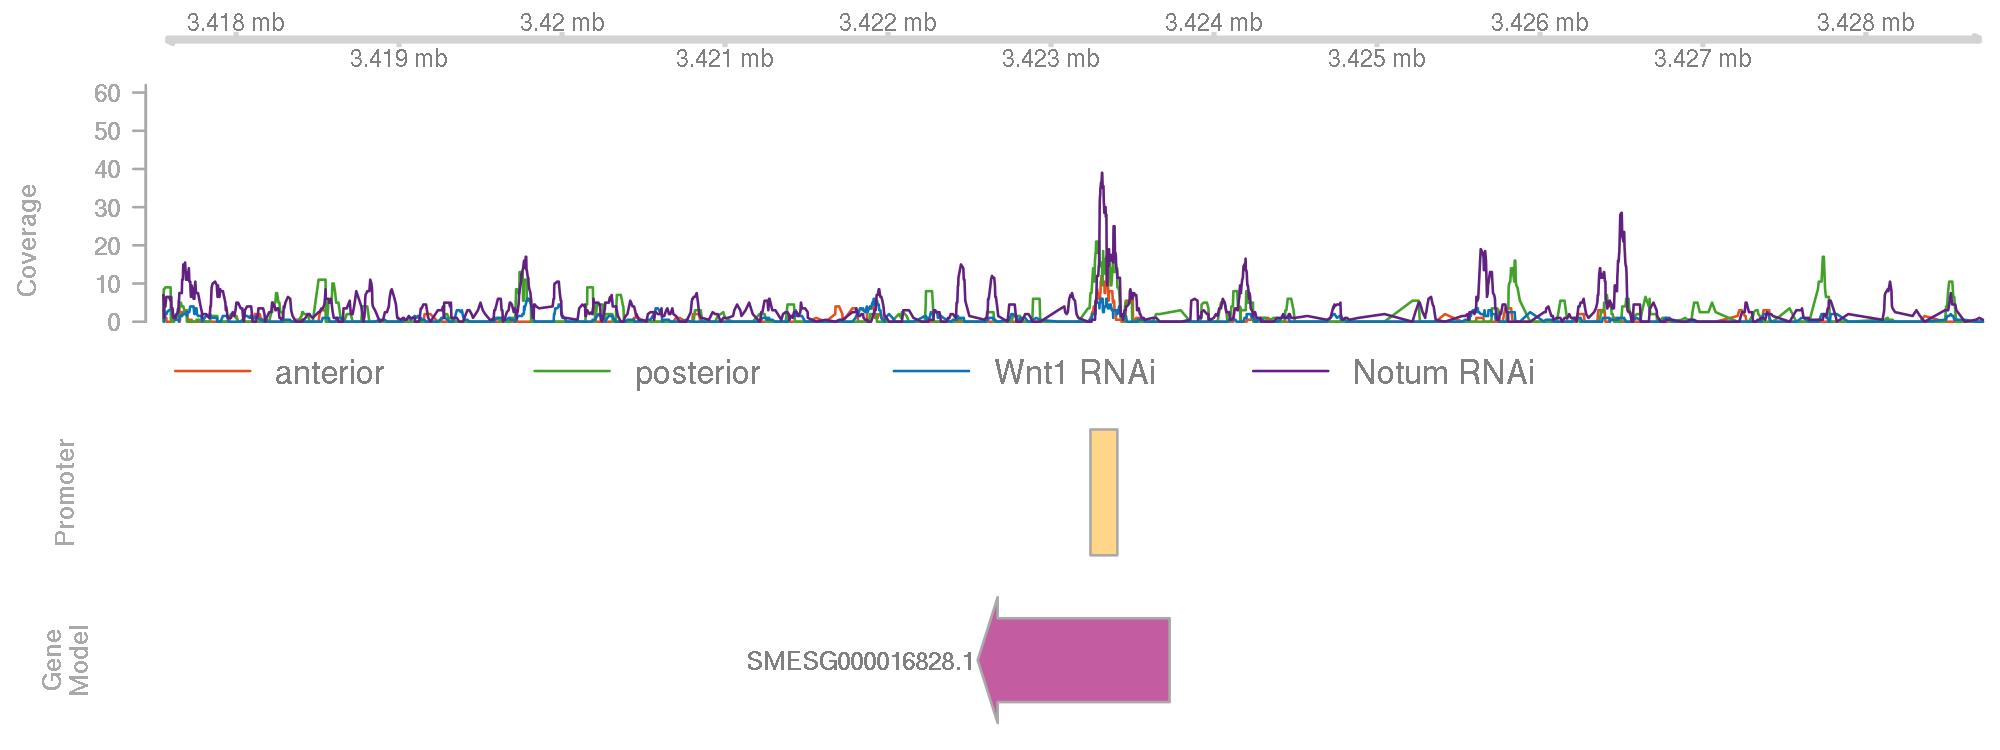 3.418 mb 3.42 mb 3.422 mb 3.424 mb 3.426 mb 3.428 mb
3.419 mb 3.421 mb 3.423 mb 3.425 mb 3.427 mb
Coverage
60
50
40
30
20
10
0
anterior posterior Wnt1 RNAi Notum RNAi
Promoter
Gene
Model
SMESG000016828.1